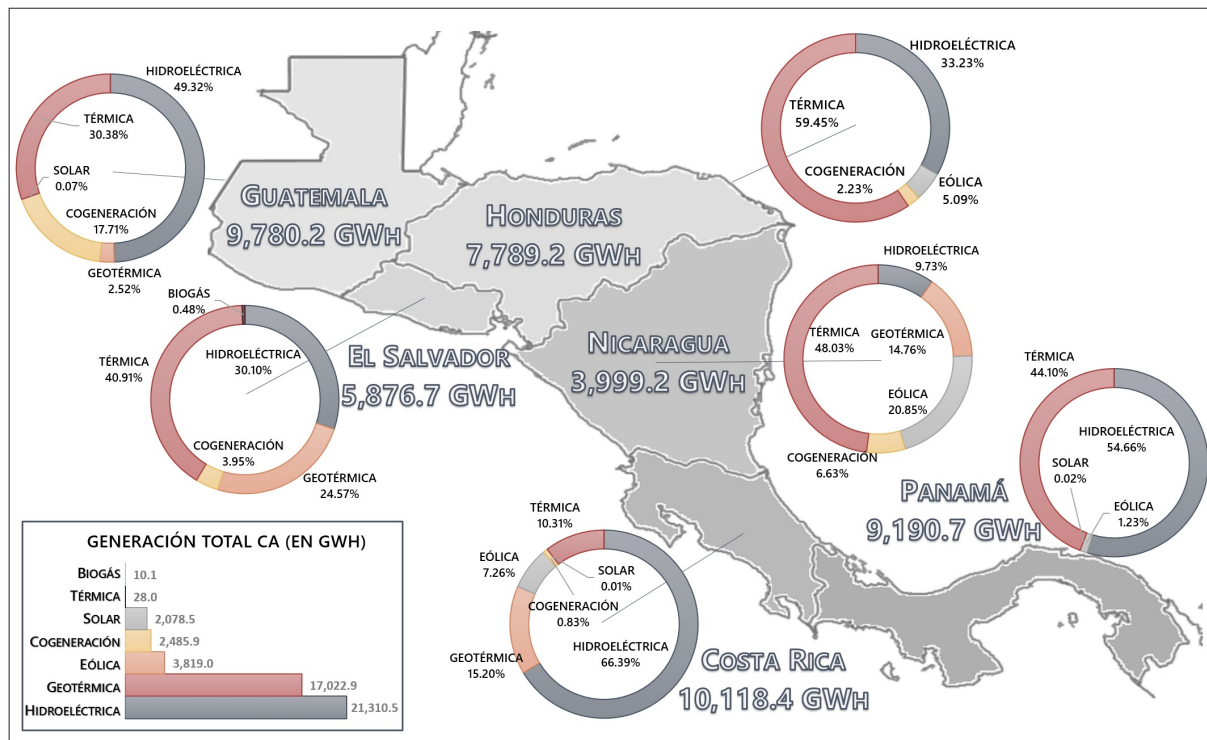 HIDROELÉCTRICA
49.32%
TÉRMICA
30.38%
SOLAR
0.07%
COGENERACIÓN
17.71%
GEOTÉRMICA
2.52%
GUATEMALA
9,780.2 GWH
HONDURAS
7,789.2 GWH
HIDROELÉCTRICA
33.23%
TÉRMICA
59.45%
COGENERACIÓN
2.23%
EÓLICA
5.09%
BIOGÁS
0.48%
TÉRMICA
40.91%
HIDROELÉCTRICA
30.10%
COGENERACIÓN
3.95%
GEOTÉRMICA
24.57%
EL SALVADOR
5,876.7 GWH
NICARAGUA
3,999.2 GWH
HIDROELÉCTRICA
9.73%
TÉRMICA
48.03%
GEOTÉRMICA
14.76%
EÓLICA
20.85%
COGENERACIÓN
6.63%
TÉRMICA
44.10%
HIDROELÉCTRICA
54.66%
SOLAR
0.02%
EÓLICA
1.23%
PANAMÁ
9,190.7 GWH
TÉRMICA
10.31%
EÓLICA
7.26%
SOLAR
0.01%
COGENERACIÓN
0.83%
HIDROELÉCTRICA
66.39%
GEOTÉRMICA
15.20%
COSTA RICA
10,118.4 GWH
GENERACIÓN TOTAL CA (EN GWH)
BIOGÁS 10.1
TÉRMICA 28.0
SOLAR 2,078.5
COGENERACIÓN 2,485.9
EÓLICA 3,819.0
GEOTÉRMICA 17,022.9
HIDROELÉCTRICA 21,310.5